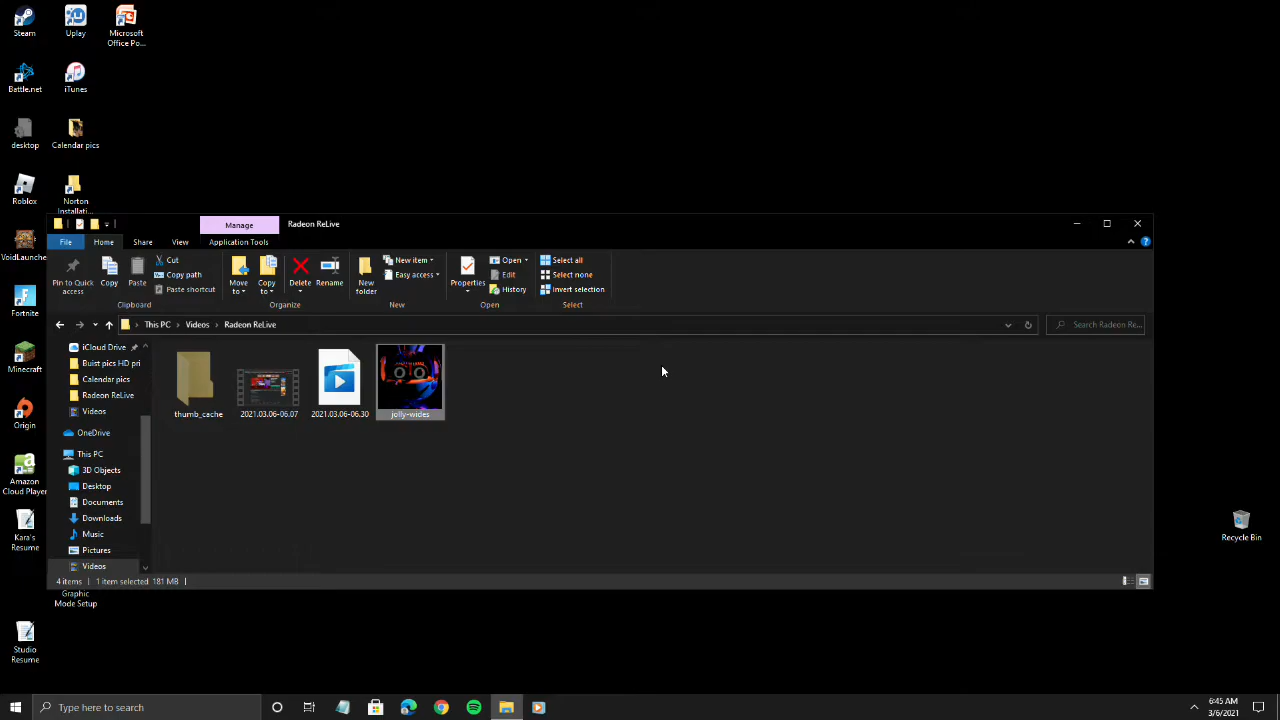 Steam
Uplay
Microsoft
Office Po...
Battle.net
iTunes
desktop
Calendar pics
Roblox
Norton
Installati...
VoidLaunche
Fortnite
Minecraft
Origin
Amazon
Cloud Player
Kara's
Resume
Graphic
Mode Setup
Studio
Resume
Recycle Bin
Manage
Radeon ReLive
File
Home
Share
View
Application Tools
Pin to Quick
access
Copy
Paste
Cut
Copy path
Paste shortcut
Clipboard
Move
to
Copy
to
Delete
Rename
Organize
New
folder
New item
Easy access
New
Properties
Open
Edit
History
Open
Select all
Select none
Invert selection
Select
This PC
Videos
Radeon ReLive
Search Radeon Re...
iCloud Drive
Buist pics HD pri
Calendar pics
Radeon ReLive
Videos
OneDrive
This PC
3D Objects
Desktop
Documents
Downloads
Music
Pictures
Videos
thumb_cache
2021.03.06-06.07
2021.03.06-06.30
jolly-wides
4 items
1 item selected 181 MB
Type here to search
6:45 AM
3/6/2021